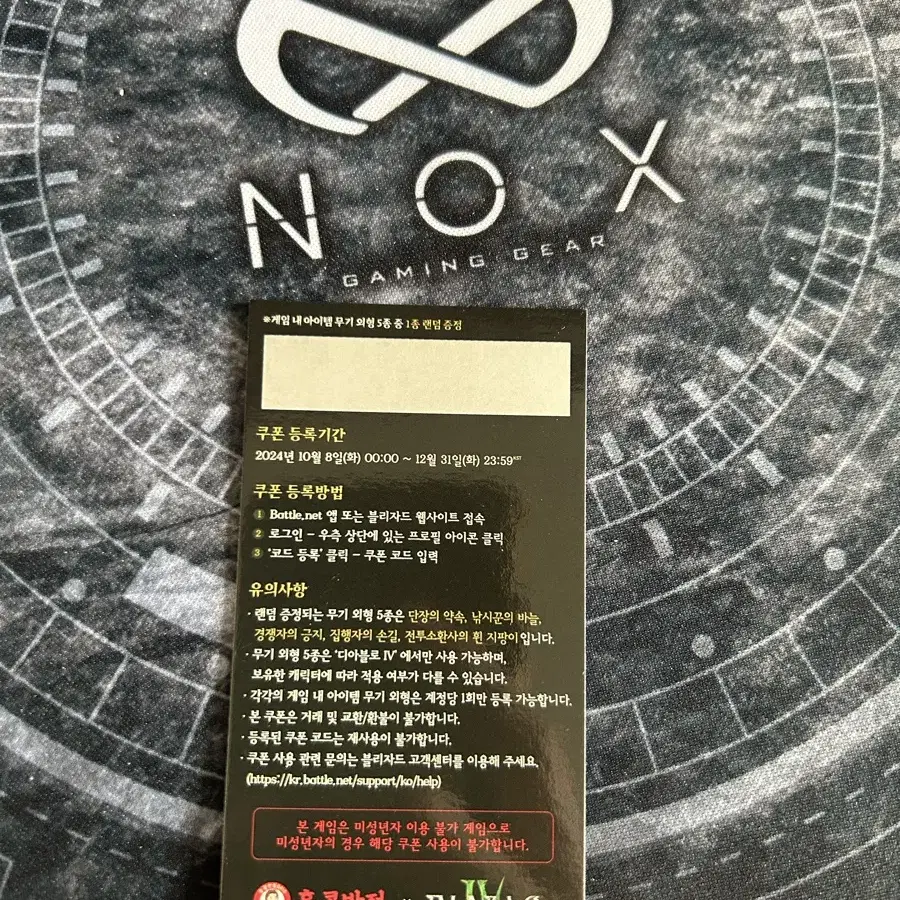 NOX
GAMING GEAR
※게임 내 아이템 무기 외형 5종 중 1종 랜덤 증정
쿠폰 등록기간
2024년 10월 8일(화) 00:00 ~ 12월 31일(화) 23:59 KST
쿠폰 등록방법
1 Battle.net 앱 또는 블리자드 웹사이트 접속
2 로그인 – 우측 상단에 있는 프로필 아이콘 클릭
3 '코드 등록' 클릭 – 쿠폰 코드 입력
유의사항
· 랜덤 증정되는 무기 외형 5종은 단장의 약속, 낚시꾼의 바늘,
경쟁자의 긍지, 집행자의 손길, 전투소환사의 휜 지팡이입니다.
· 무기 외형 5종은 '디아블로 IV' 에서만 사용 가능하며,
보유한 캐릭터에 따라 적용 여부가 다를 수 있습니다.
· 각각의 게임 내 아이템 무기 외형은 계정당 1회만 등록 가능합니다.
· 본 쿠폰은 거래 및 교환/환불이 불가합니다.
· 등록된 쿠폰 코드는 재사용이 불가합니다.
· 쿠폰 사용 관련 문의는 블리자드 고객센터를 이용해 주세요.
(https://kr.battle.net/support/ko/help)
본 게임은 미성년자 이용 불가 게임으로
미성년자의 경우 해당 쿠폰 사용이 불가합니다.